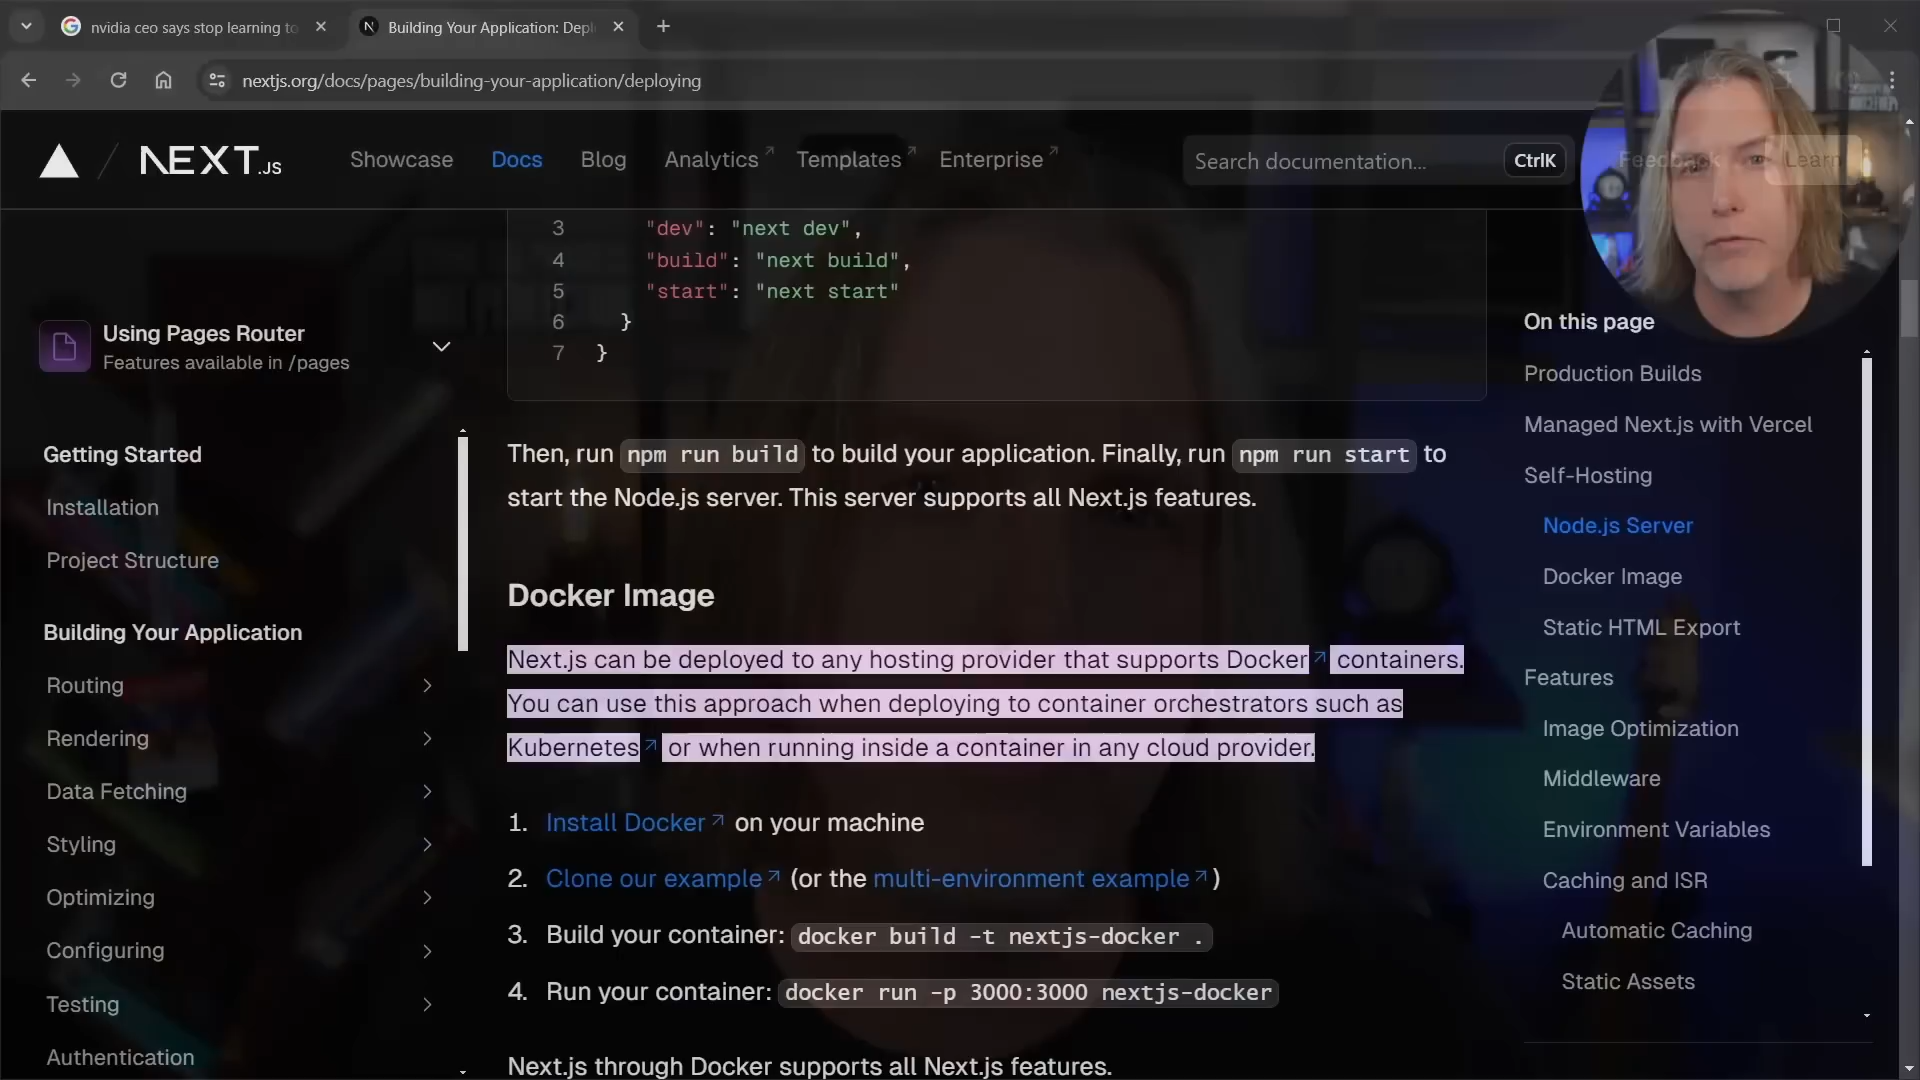 nvidia ceo says stop learning to
Building Your Application: Depl
nextjs.org/docs/pages/building-your-application/deploying
NEXT.JS
Showcase
Docs
Blog
Analytics
Templates
Enterprise
Search documentation...
CtrlK
Feedback
Learn
Using Pages Router
Features available in /pages
Getting Started
Installation
Project Structure
Building Your Application
Routing
Rendering
Data Fetching
Styling
Optimizing
Configuring
Testing
Authentication
3 "dev": "next dev",
4 "build": "next build",
5 "start": "next start"
6 }
7 }
Then, run npm run build to build your application. Finally, run npm run start to
start the Node.js server. This server supports all Next.js features.
Docker Image
Next.js can be deployed to any hosting provider that supports Docker containers.
You can use this approach when deploying to container orchestrators such as
Kubernetes or when running inside a container in any cloud provider.
1. Install Docker on your machine
2. Clone our example (or the multi-environment example)
3. Build your container: docker build -t nextjs-docker .
4. Run your container: docker run -p 3000:3000 nextjs-docker
Next.js through Docker supports all Next.js features.
On this page
Production Builds
Managed Next.js with Vercel
Self-Hosting
Node.js Server
Docker Image
Static HTML Export
Features
Image Optimization
Middleware
Environment Variables
Caching and ISR
Automatic Caching
Static Assets